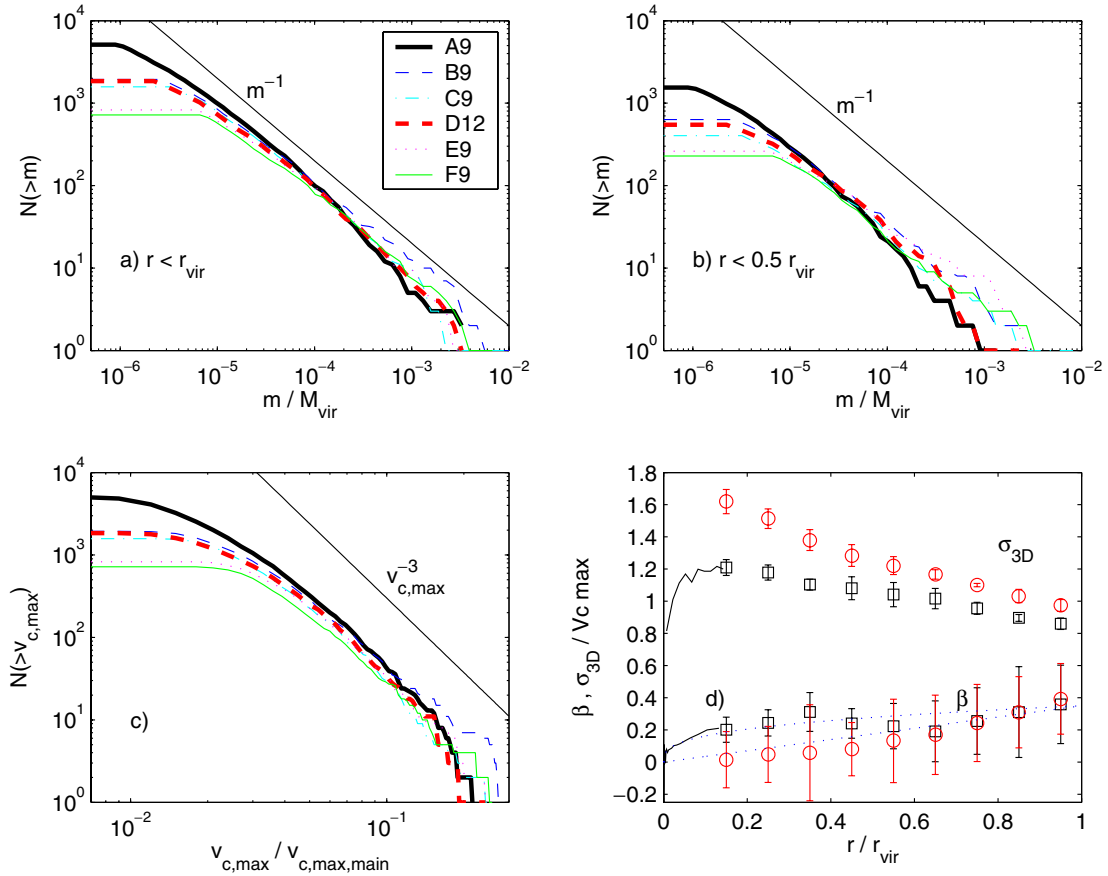 10^4
10^3
10^2
10^1
10^0
N(>m)
m^−1
A9
B9
C9
D12
E9
F9
a) r < r_vir
10^−6 10^−5 10^−4 10^−3 10^−2
m / M_vir
10^4
10^3
10^2
10^1
10^0
N(>m)
m^−1
b) r < 0.5 r_vir
10^−6 10^−5 10^−4 10^−3 10^−2
m / M_vir
10^4
10^3
10^2
10^1
10^0
N(>v_c,max)
v_c,max^−3
c)
10^−2 10^−1
v_c,max / v_c,max,main
1.8
1.6
1.4
1.2
1
0.8
0.6
0.4
0.2
0
−0.2
β , σ_3D / Vc max
σ_3D
d)
β
0 0.2 0.4 0.6 0.8 1
r / r_vir